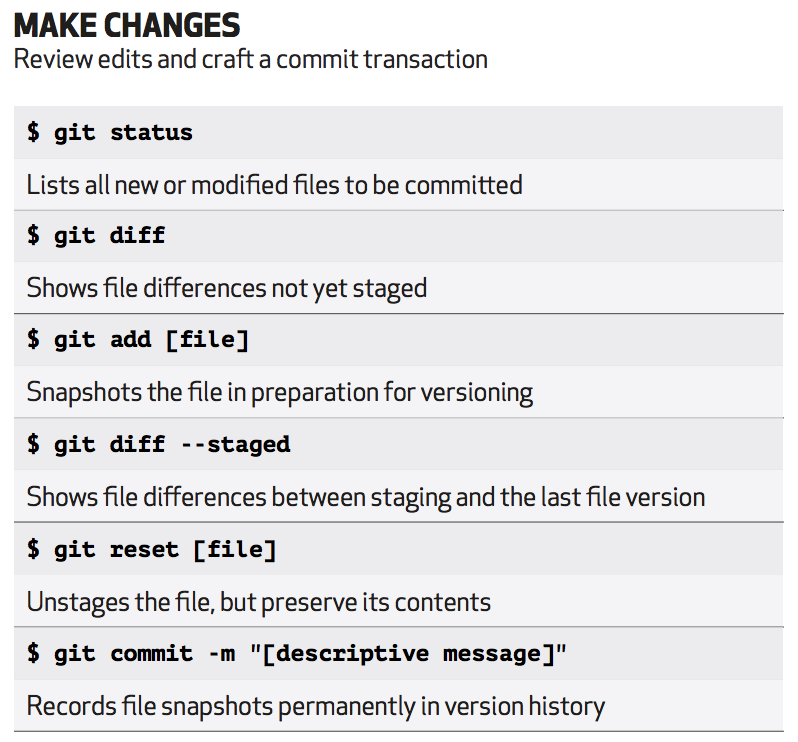 MAKE CHANGES
Review edits and craft a commit transaction
$ git status
Lists all new or modified files to be committed
$ git diff
Shows file differences not yet staged
$ git add [file]
Snapshots the file in preparation for versioning
$ git diff --staged
Shows file differences between staging and the last file version
$ git reset [file]
Unstages the file, but preserve its contents
$ git commit -m "[descriptive message]"
Records file snapshots permanently in version history